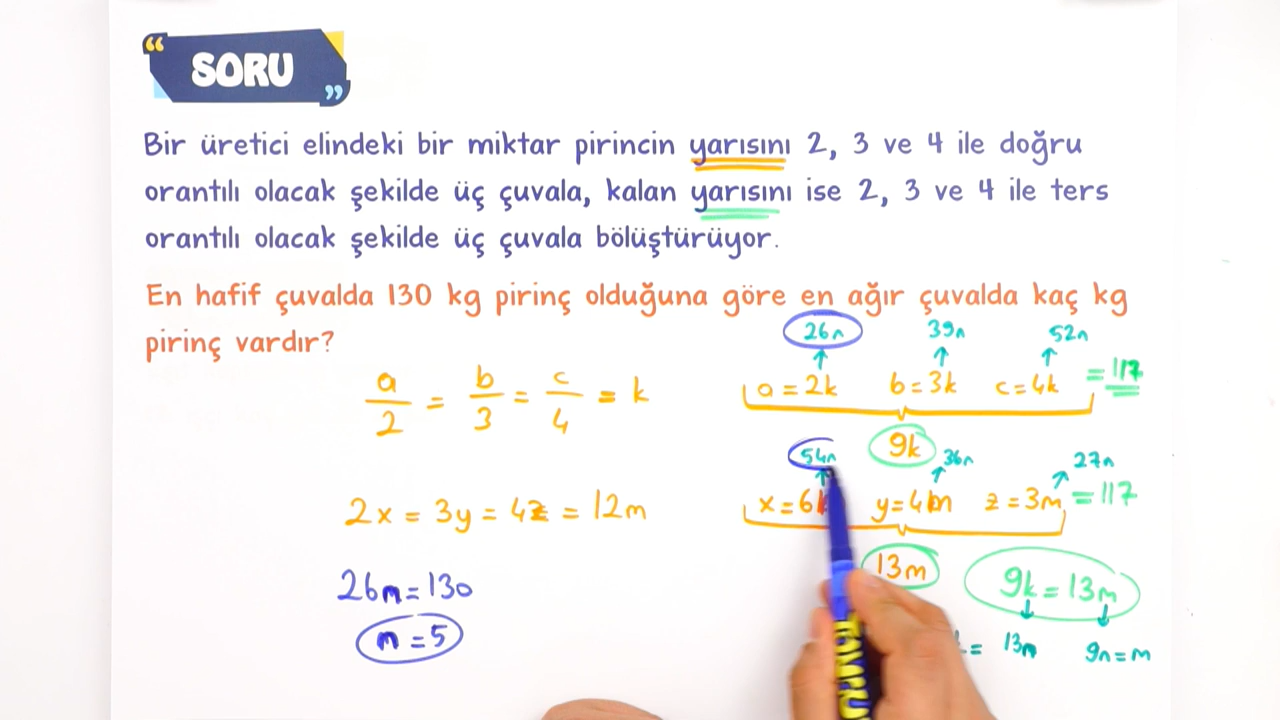 “ SORU ”
Bir üretici elindeki bir miktar pirincin yarısını 2, 3 ve 4 ile doğru
orantılı olacak şekilde üç çuvala, kalan yarısını ise 2, 3 ve 4 ile ters
orantılı olacak şekilde üç çuvala bölüştürüyor.
En hafif çuvalda 130 kg pirinç olduğuna göre en ağır çuvalda kaç kg
pirinç vardır?
26n 39n 52n
a/2 = b/3 = c/4 = k
a = 2k b = 3k c = 4k = 117
9k
54n 36n 27n
2x = 3y = 4z = 12m
x = 6 y = 4m z = 3m = 117
13m
26n = 130
9k = 13m
n = 5
= 13n 9n = m